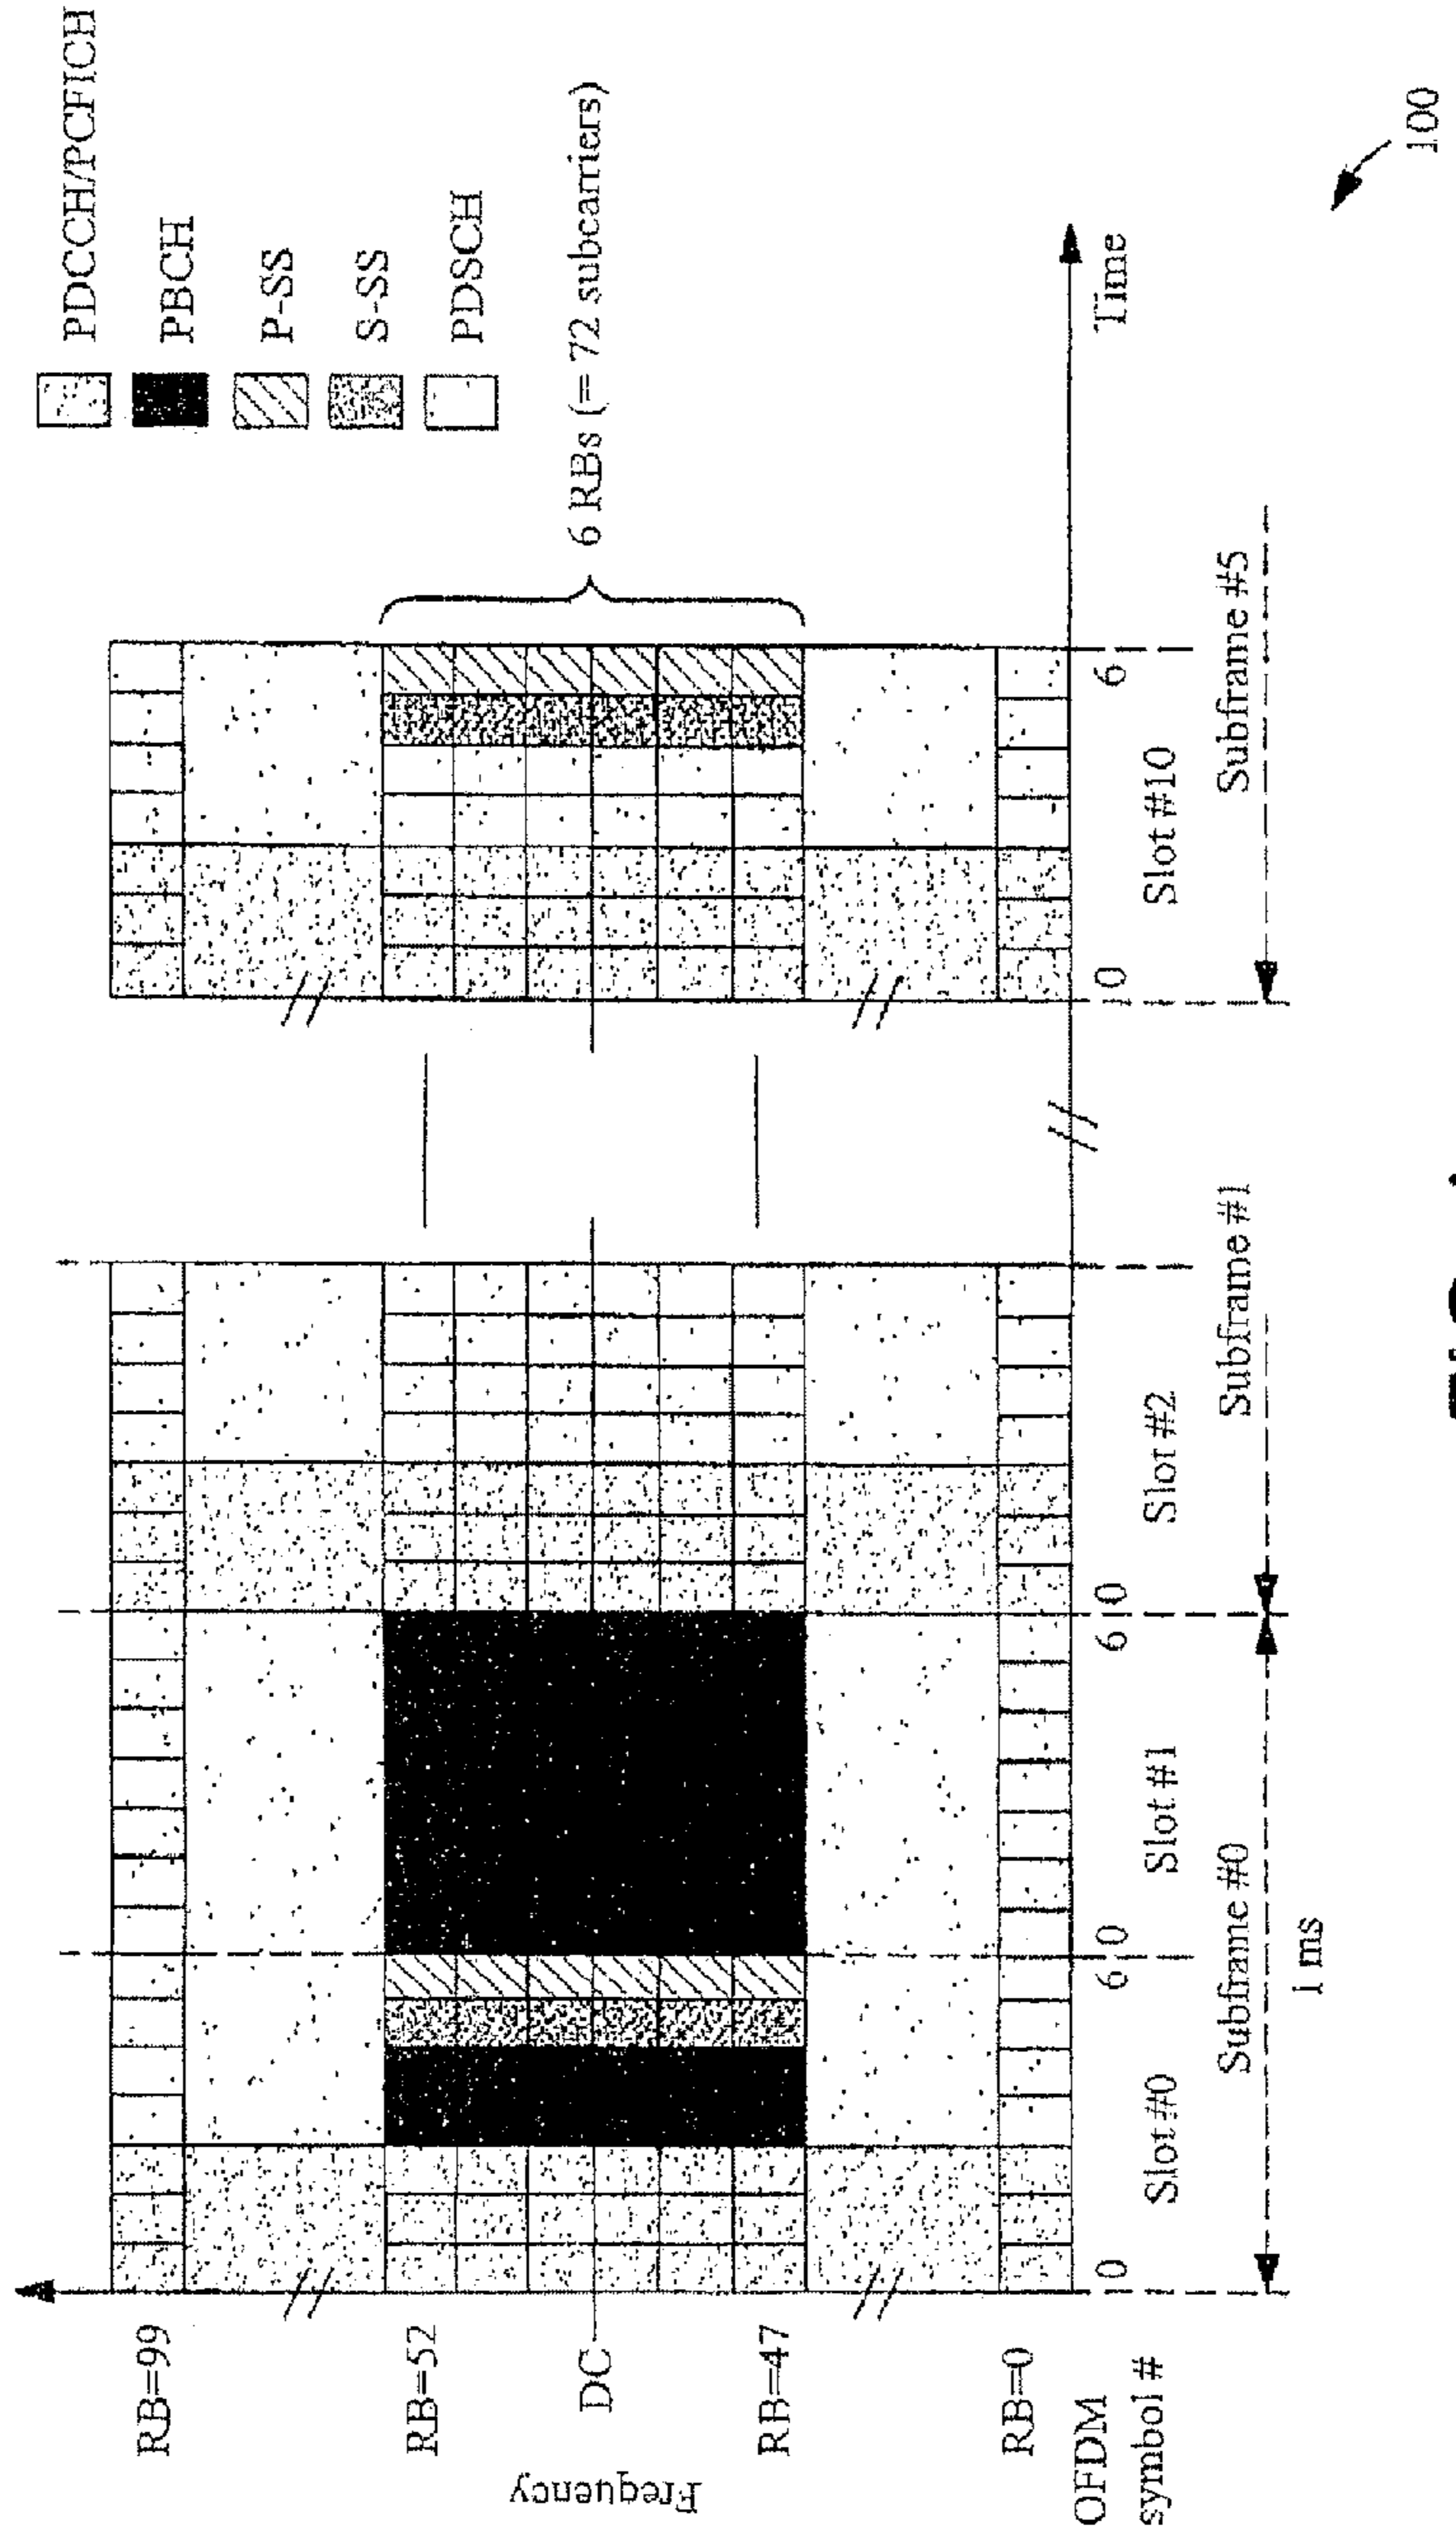 PDCCH/PCFICH
PBCH
P-SS
S-SS
PDSCH
6 RBs (= 72 subcarriers)
Frequency
RB=99
RB=52
DC
RB=47
RB=0
OFDM
symbol #
0 6 0 6 0 0 6
Slot #0 Slot #1 Slot #2 Slot #10
Subframe #0 Subframe #1 Subframe #5
1 ms
Time
100